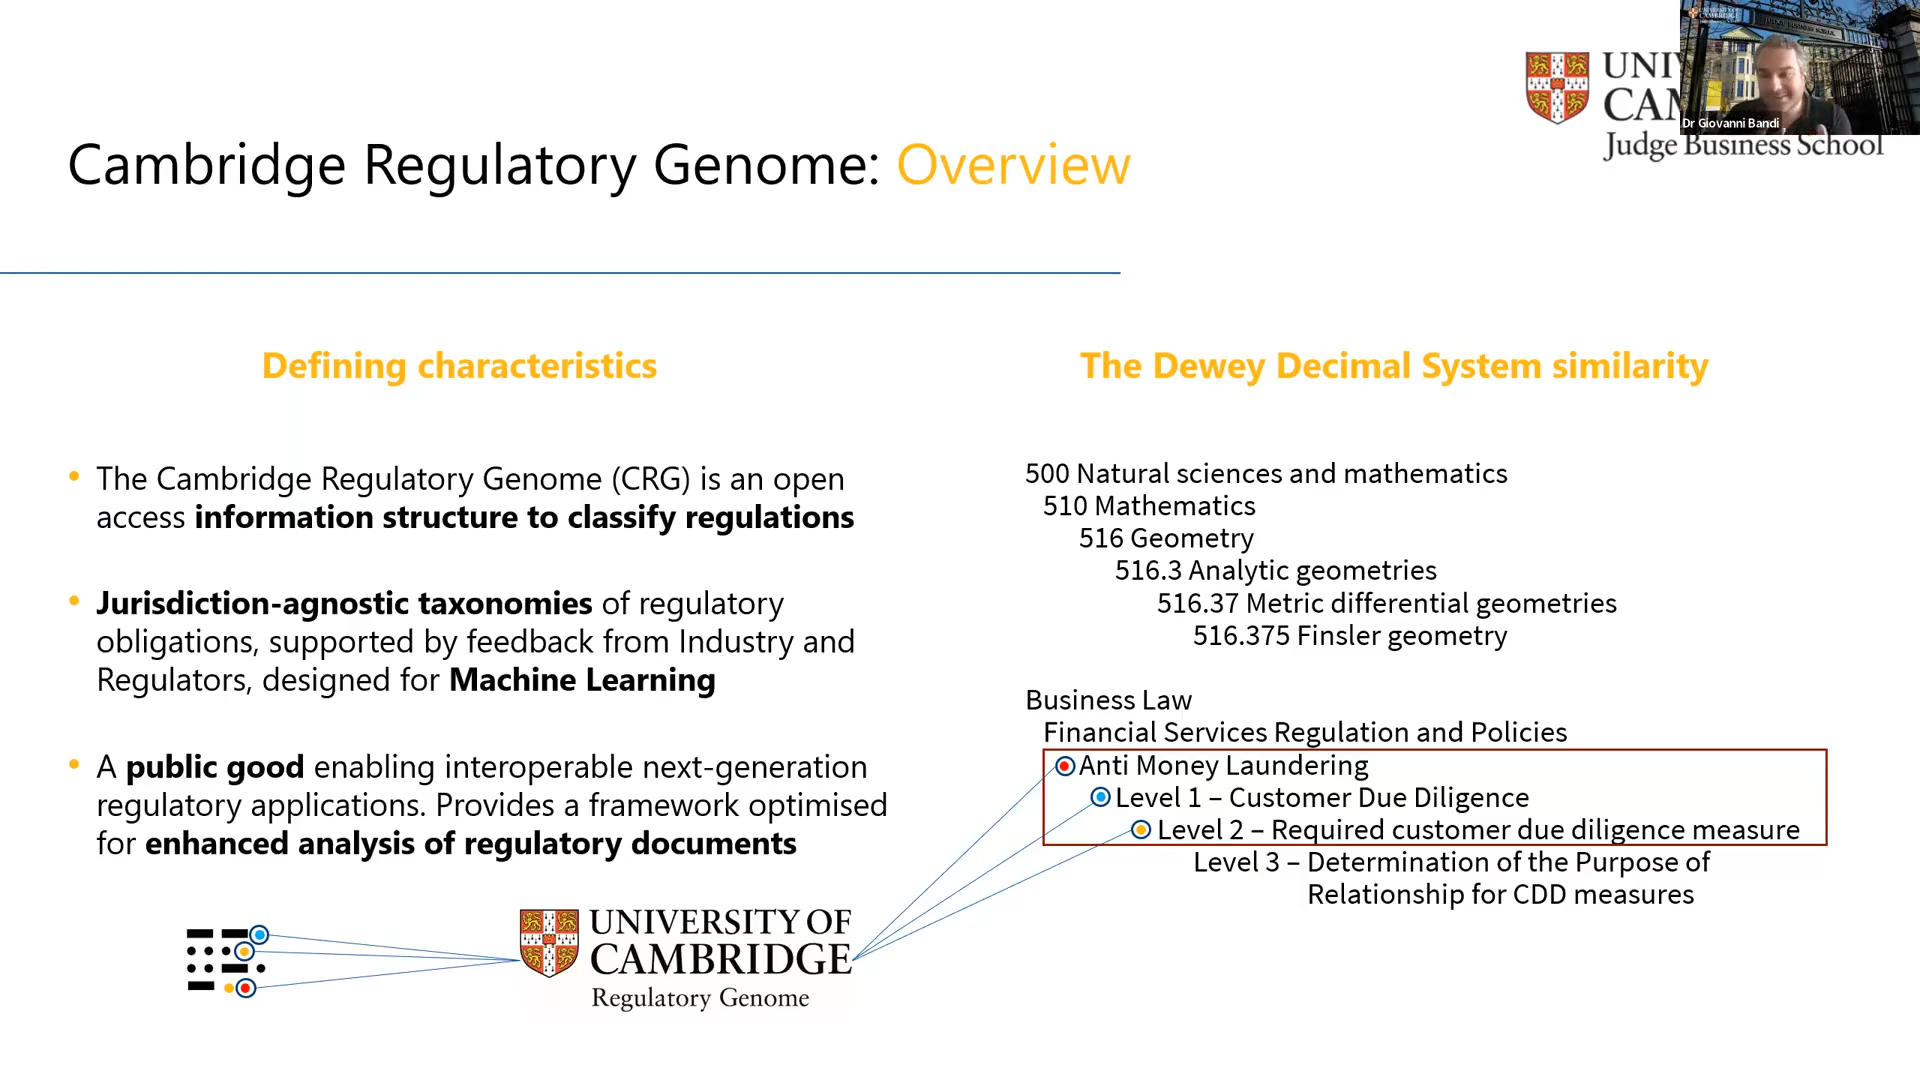 UNIVERSITY OF
CAMBRIDGE
Dr Giovanni Bandi
Judge Business School
Cambridge Regulatory Genome: Overview
Defining characteristics
• The Cambridge Regulatory Genome (CRG) is an open
access information structure to classify regulations
• Jurisdiction-agnostic taxonomies of regulatory
obligations, supported by feedback from Industry and
Regulators, designed for Machine Learning
• A public good enabling interoperable next-generation
regulatory applications. Provides a framework optimised
for enhanced analysis of regulatory documents
UNIVERSITY OF
CAMBRIDGE
Regulatory Genome
The Dewey Decimal System similarity
500 Natural sciences and mathematics
510 Mathematics
516 Geometry
516.3 Analytic geometries
516.37 Metric differential geometries
516.375 Finsler geometry
Business Law
Financial Services Regulation and Policies
Anti Money Laundering
Level 1 – Customer Due Diligence
Level 2 – Required customer due diligence measure
Level 3 – Determination of the Purpose of
Relationship for CDD measures